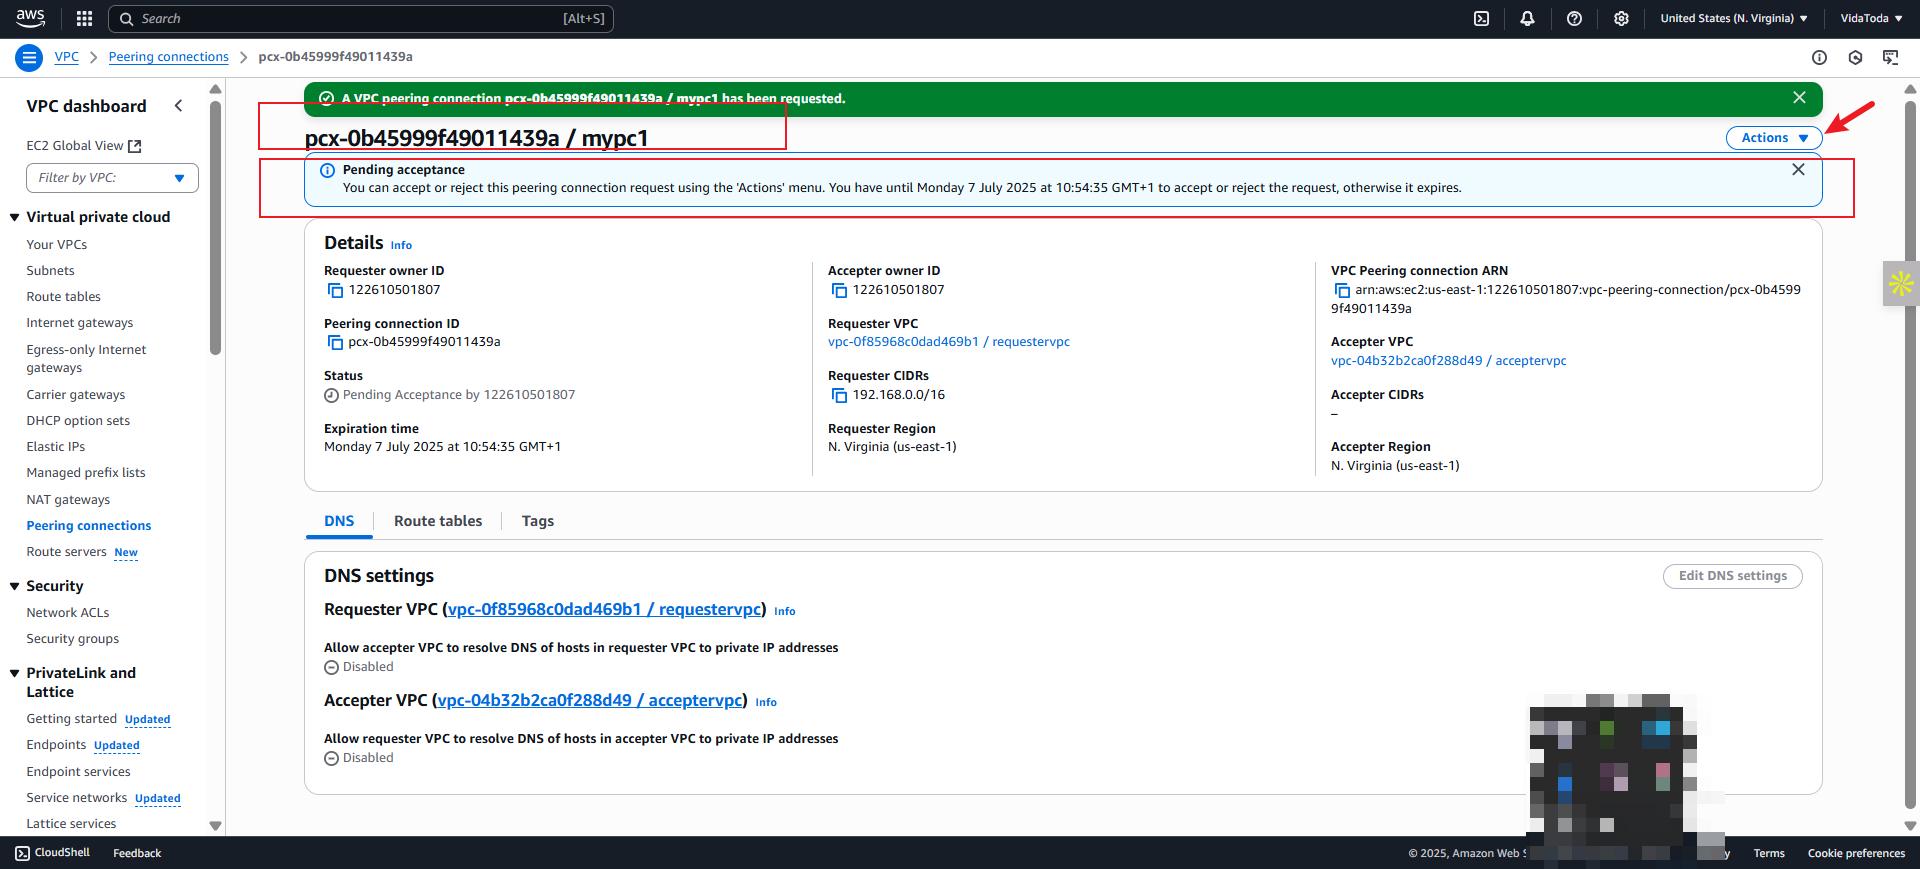 aws
Search
[Alt+S]
United States (N. Virginia)
VidaToda
VPC
Peering connections
pcx-0b45999f49011439a
VPC dashboard
EC2 Global View
Filter by VPC:
Virtual private cloud
Your VPCs
Subnets
Route tables
Internet gateways
Egress-only Internet
gateways
Carrier gateways
DHCP option sets
Elastic IPs
Managed prefix lists
NAT gateways
Peering connections
Route servers New
Security
Network ACLs
Security groups
PrivateLink and
Lattice
Getting started Updated
Endpoints Updated
Endpoint services
Service networks Updated
Lattice services
A VPC peering connection pcx-0b45999f49011439a / mypc1 has been requested.
pcx-0b45999f49011439a / mypc1
Actions
Pending acceptance
You can accept or reject this peering connection request using the 'Actions' menu. You have until Monday 7 July 2025 at 10:54:35 GMT+1 to accept or reject the request, otherwise it expires.
Details Info
Requester owner ID
122610501807
Peering connection ID
pcx-0b45999f49011439a
Status
Pending Acceptance by 122610501807
Expiration time
Monday 7 July 2025 at 10:54:35 GMT+1
Accepter owner ID
122610501807
Requester VPC
vpc-0f85968c0dad469b1 / requestervpc
Requester CIDRs
192.168.0.0/16
Requester Region
N. Virginia (us-east-1)
VPC Peering connection ARN
arn:aws:ec2:us-east-1:122610501807:vpc-peering-connection/pcx-0b4599
9f49011439a
Accepter VPC
vpc-04b32b2ca0f288d49 / acceptervpc
Accepter CIDRs
–
Accepter Region
N. Virginia (us-east-1)
DNS
Route tables
Tags
DNS settings
Edit DNS settings
Requester VPC (vpc-0f85968c0dad469b1 / requestervpc) Info
Allow accepter VPC to resolve DNS of hosts in requester VPC to private IP addresses
Disabled
Accepter VPC (vpc-04b32b2ca0f288d49 / acceptervpc) Info
Allow requester VPC to resolve DNS of hosts in accepter VPC to private IP addresses
Disabled
CloudShell
Feedback
© 2025, Amazon Web
Terms
Cookie preferences